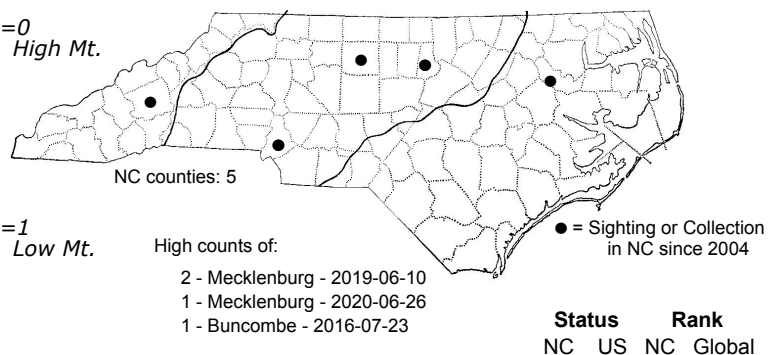 =0
High Mt.
NC counties: 5
=1
Low Mt.
High counts of:
2 - Mecklenburg - 2019-06-10
1 - Mecklenburg - 2020-06-26
1 - Buncombe - 2016-07-23
● = Sighting or Collection
in NC since 2004
Status Rank
NC US NC Global